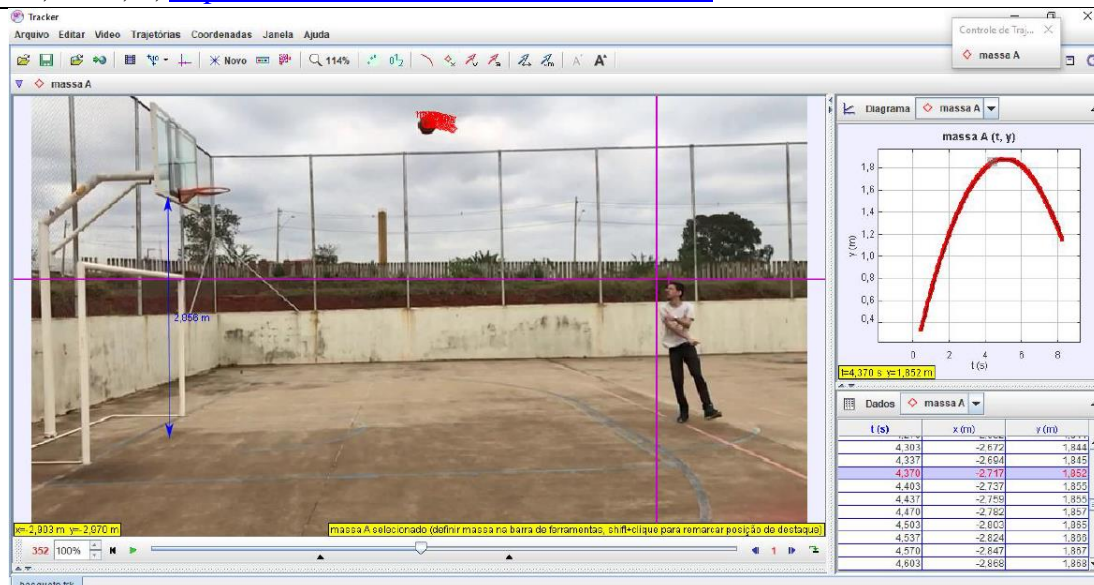 Tracker
Arquivo Editar Video Trajetórias Coordenadas Janela Ajuda
Controle de Traj...
massa A
Novo 114%
massa A
Diagrama massa A
massa A (t, y)
1,8
1,6
1,4
1,2
1,0
0,8
0,6
0,4
y (m)
0 2 4 6 8
t (s)
t=4,370 s y=1,852 m
Dados massa A
t (s) x (m) y (m)
4,303 -2,672 1,844
4,337 -2,694 1,845
4,370 -2,717 1,852
4,403 -2,737 1,855
4,437 -2,759 1,855
4,470 -2,782 1,857
4,503 -2,803 1,865
4,537 -2,824 1,866
4,570 -2,847 1,867
4,603 -2,868 1,868
x=-2,903 m y=-2,970 m
massa A selecionado (definir massa na barra de ferramentas, shift+clique para remarcar posição de destaque)
352 100% 1